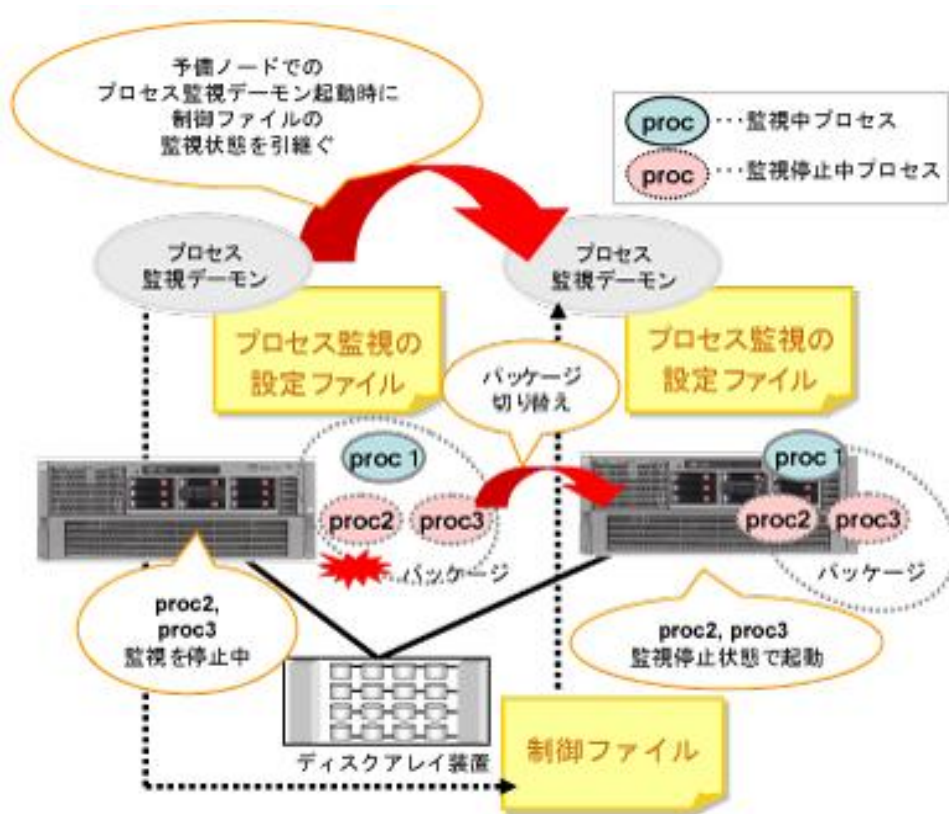 予備ノードでの
プロセス監視デーモン起動時に
制御ファイルの
監視状態を引継ぐ
proc ･･･監視中プロセス
proc ･･･監視停止中プロセス
プロセス
監視デーモン
プロセス
監視デーモン
プロセス監視の
設定ファイル
プロセス監視の
設定ファイル
パッケージ
切り替え
proc 1
proc2
proc3
パッケージ
proc 1
proc2
proc3
パッケージ
proc2,
proc3
監視を停止中
proc2, proc3
監視停止状態で起動
ディスクアレイ装置
制御ファイル